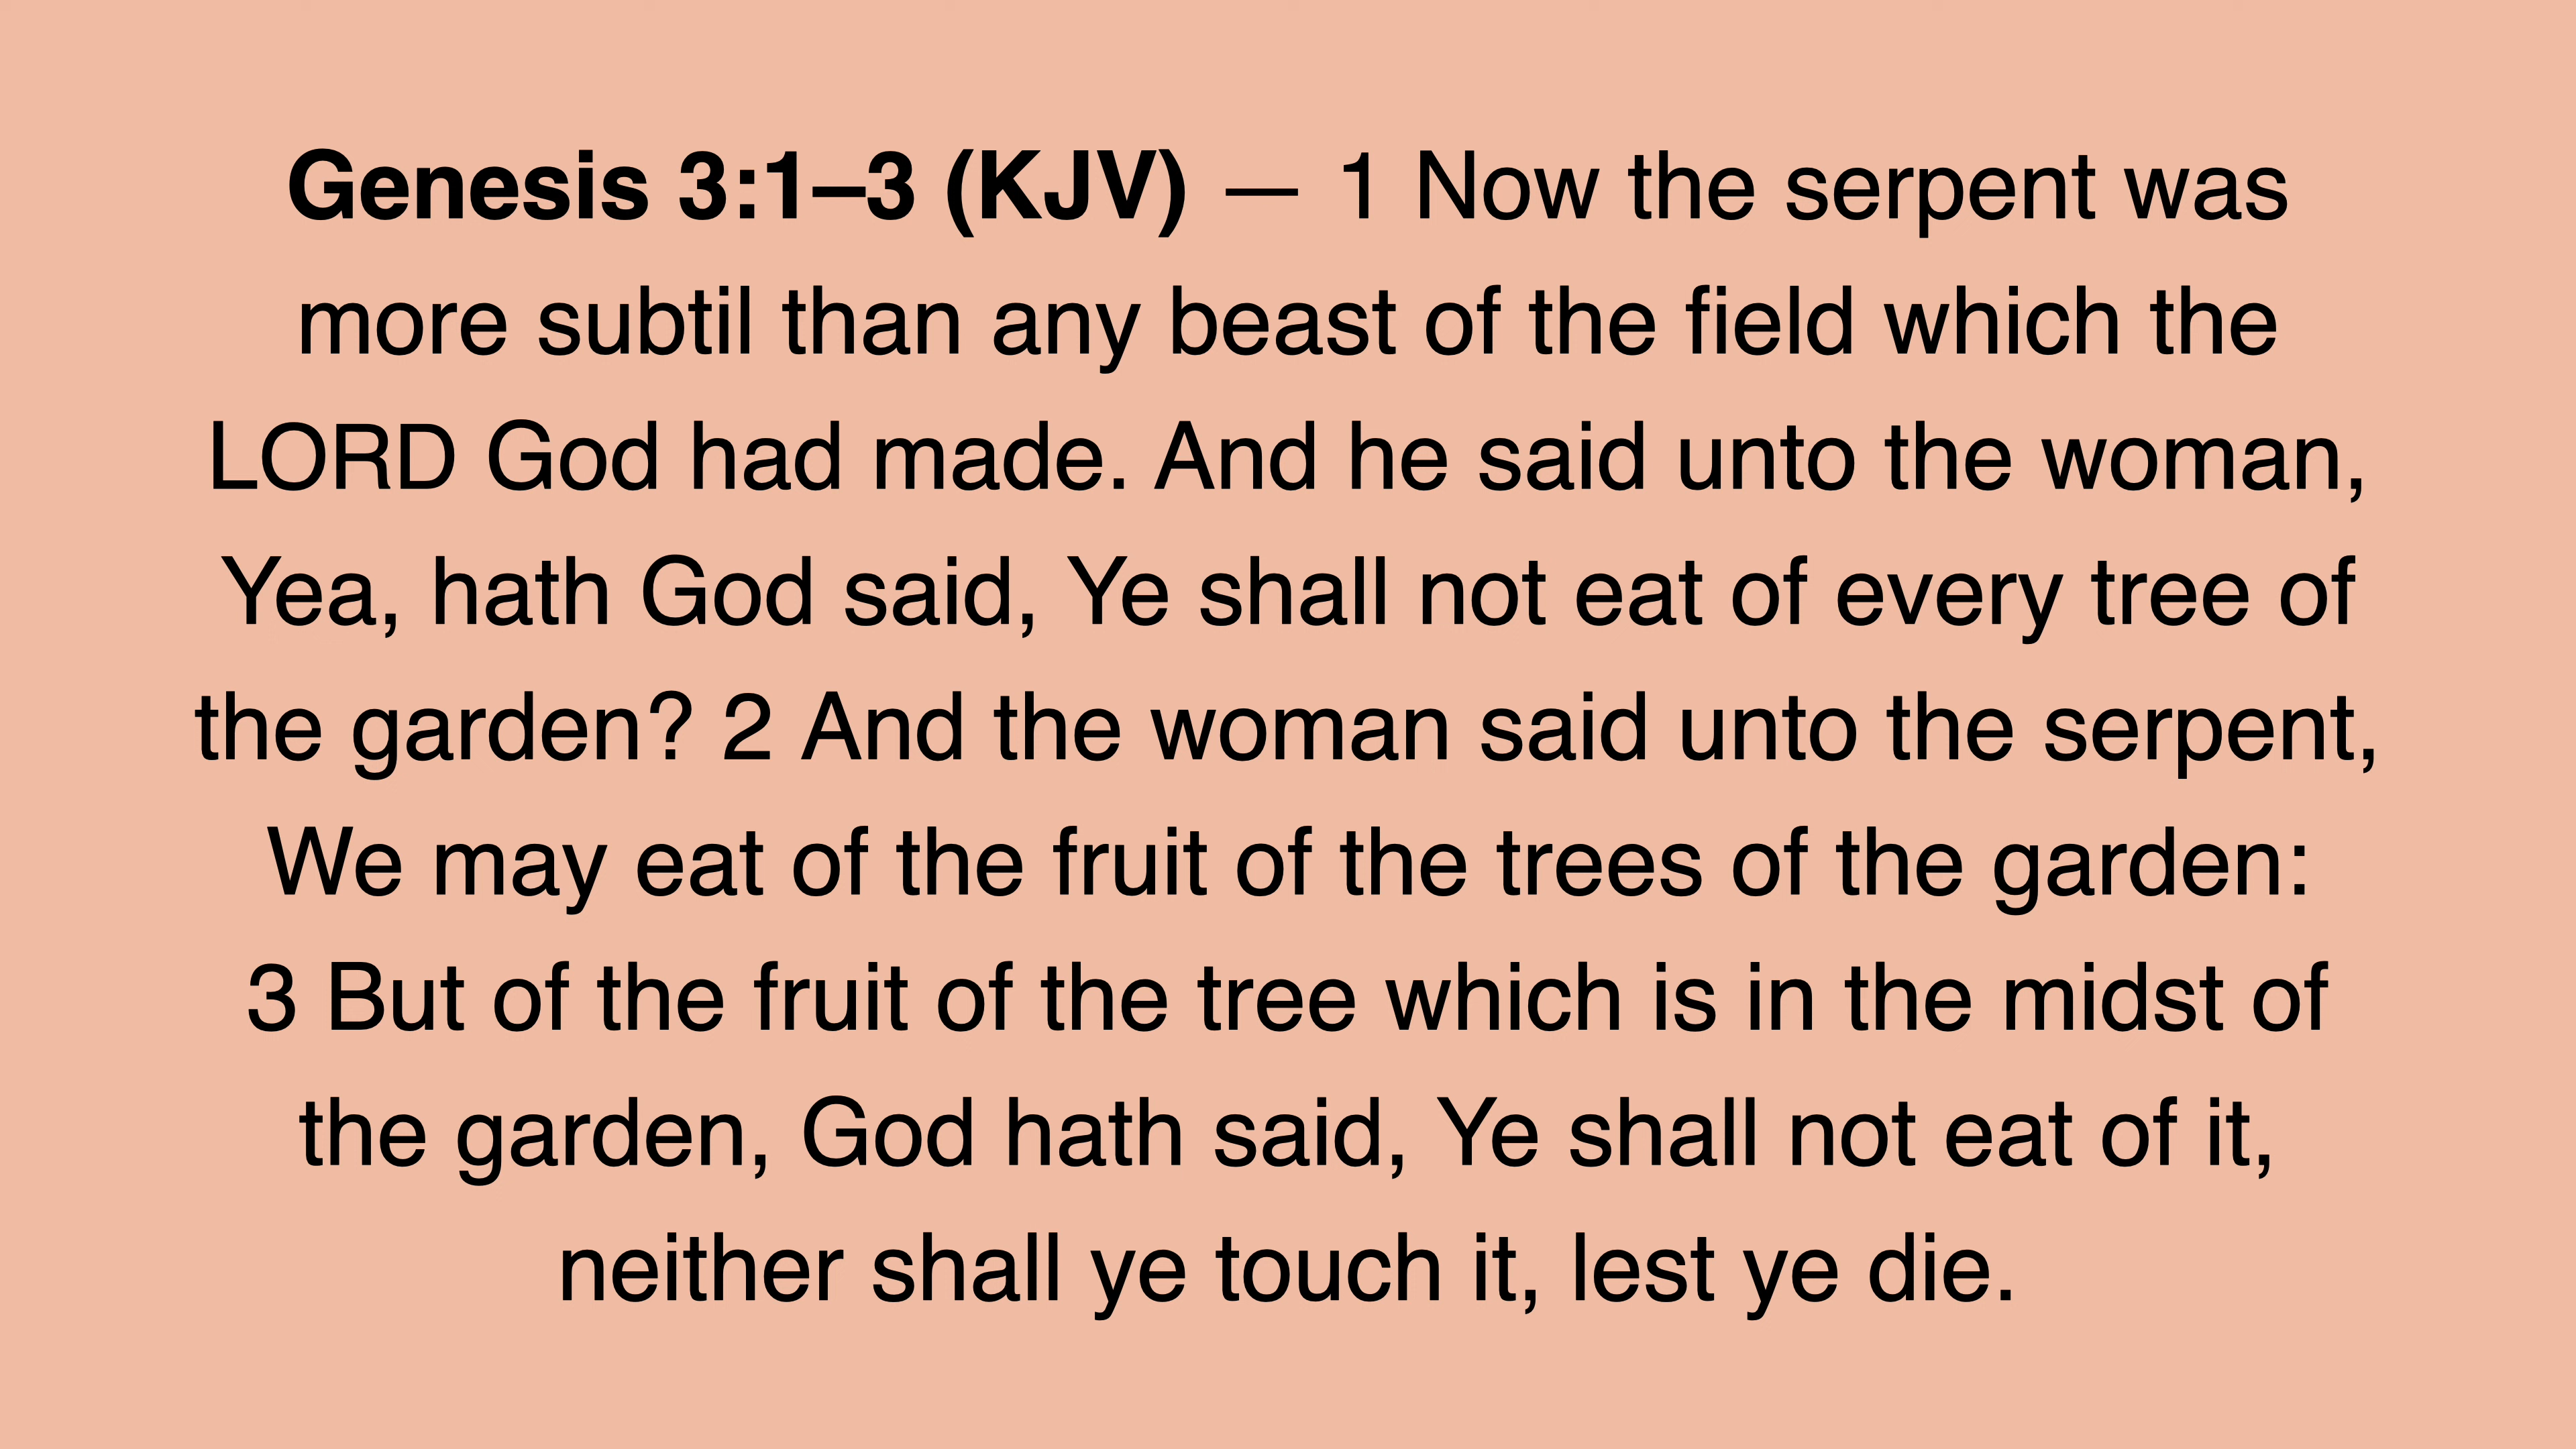 Genesis 3:1–3 (KJV) — 1 Now the serpent was
more subtil than any beast of the field which the
LORD God had made. And he said unto the woman,
Yea, hath God said, Ye shall not eat of every tree of
the garden? 2 And the woman said unto the serpent,
We may eat of the fruit of the trees of the garden:
3 But of the fruit of the tree which is in the midst of
the garden, God hath said, Ye shall not eat of it,
neither shall ye touch it, lest ye die.